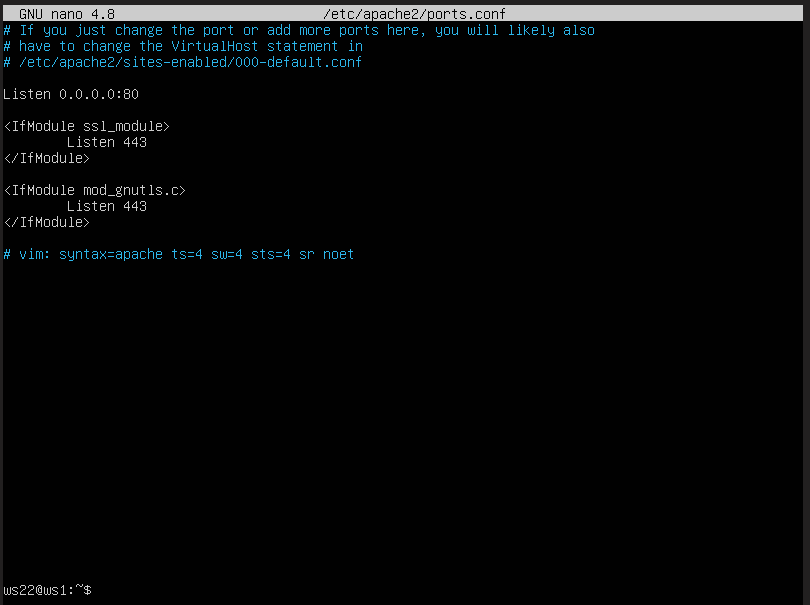 GNU nano 4.8 /etc/apache2/ports.conf
# If you just change the port or add more ports here, you will likely also
# have to change the VirtualHost statement in
# /etc/apache2/sites-enabled/000-default.conf
Listen 0.0.0.0:80
<IfModule ssl_module>
Listen 443
</IfModule>
<IfModule mod_gnutls.c>
Listen 443
</IfModule>
# vim: syntax=apache ts=4 sw=4 sts=4 sr noet
ws22@ws1:~$